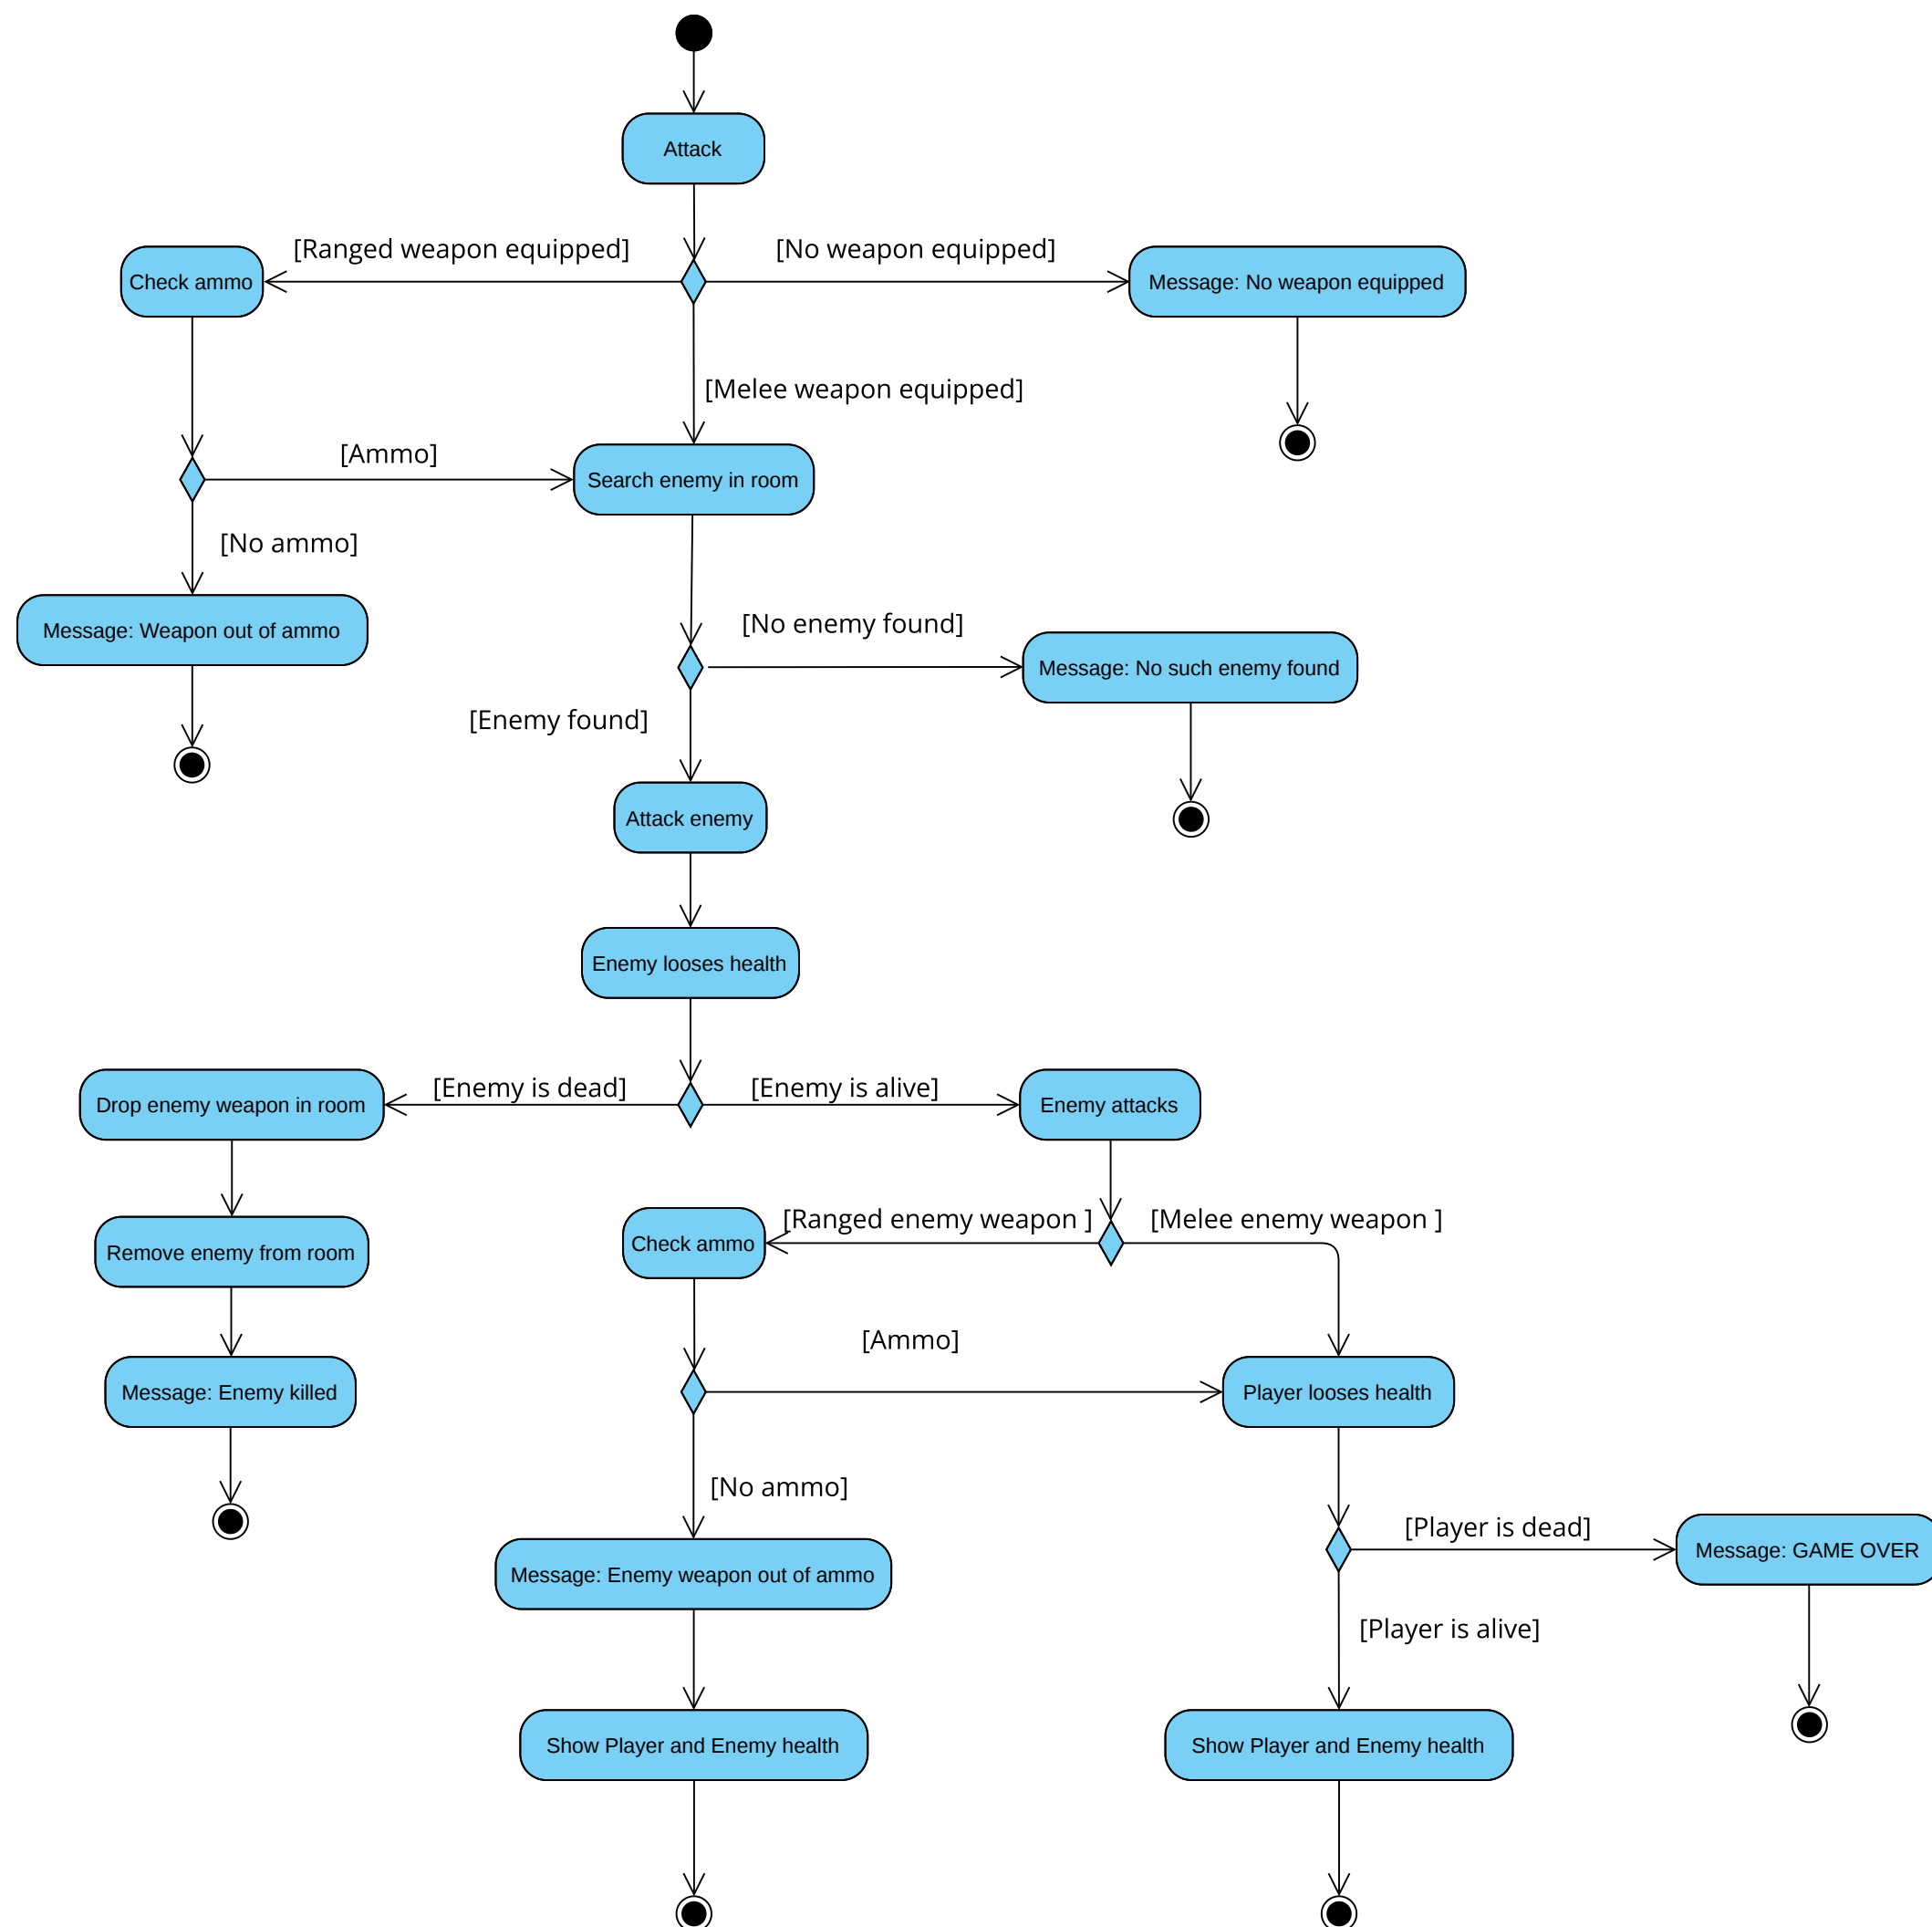 Attack
[Ranged weapon equipped]
[No weapon equipped]
Check ammo
Message: No weapon equipped
[Melee weapon equipped]
[Ammo]
Search enemy in room
[No ammo]
[No enemy found]
Message: Weapon out of ammo
Message: No such enemy found
[Enemy found]
Attack enemy
Enemy looses health
[Enemy is dead]
[Enemy is alive]
Drop enemy weapon in room
Enemy attacks
[Ranged enemy weapon ]
[Melee enemy weapon ]
Check ammo
Remove enemy from room
[Ammo]
Message: Enemy killed
Player looses health
[No ammo]
[Player is dead]
Message: GAME OVER
Message: Enemy weapon out of ammo
[Player is alive]
Show Player and Enemy health
Show Player and Enemy health